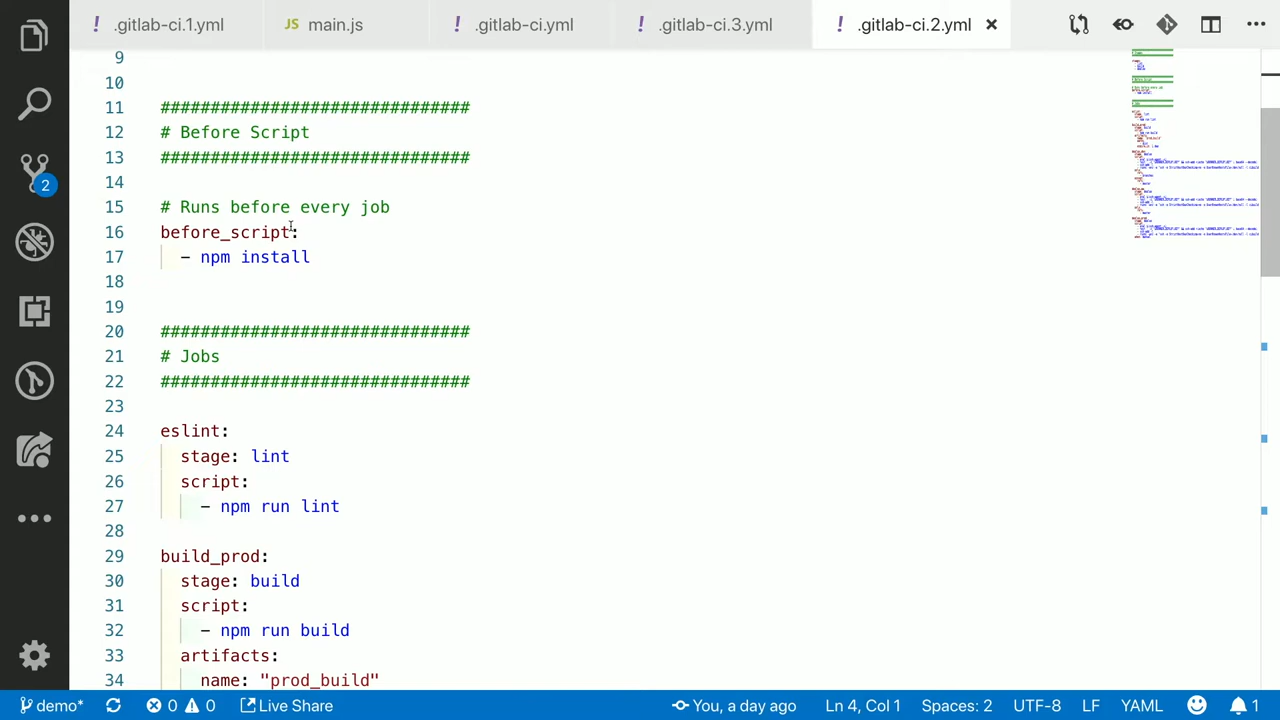 .gitlab-ci.1.yml
JS main.js
.gitlab-ci.yml
.gitlab-ci.3.yml
.gitlab-ci.2.yml
9
10
11 ###############################
12 # Before Script
13 ###############################
14
15 # Runs before every job
16 before_script:
17 - npm install
18
19
20 ###############################
21 # Jobs
22 ###############################
23
24 eslint:
25 stage: lint
26 script:
27 - npm run lint
28
29 build_prod:
30 stage: build
31 script:
32 - npm run build
33 artifacts:
34 name: "prod_build"
2
demo* 0 0 Live Share You, a day ago Ln 4, Col 1 Spaces: 2 UTF-8 LF YAML 1